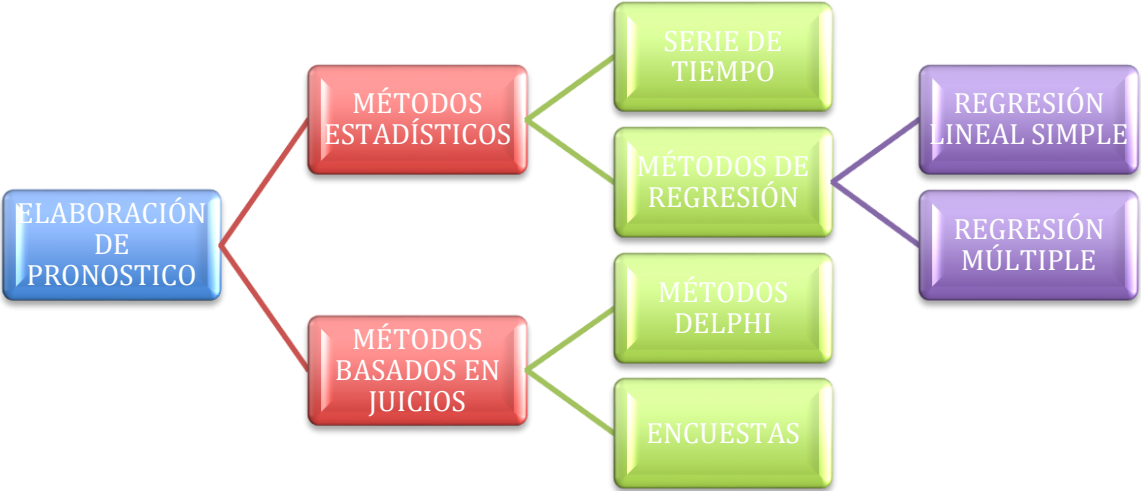 ELABORACIÓN
DE
PRONOSTICO
MÉTODOS
ESTADÍSTICOS
SERIE DE
TIEMPO
MÉTODOS DE
REGRESIÓN
REGRESIÓN
LINEAL SIMPLE
REGRESIÓN
MÚLTIPLE
MÉTODOS
BASADOS EN
JUICIOS
MÉTODOS
DELPHI
ENCUESTAS